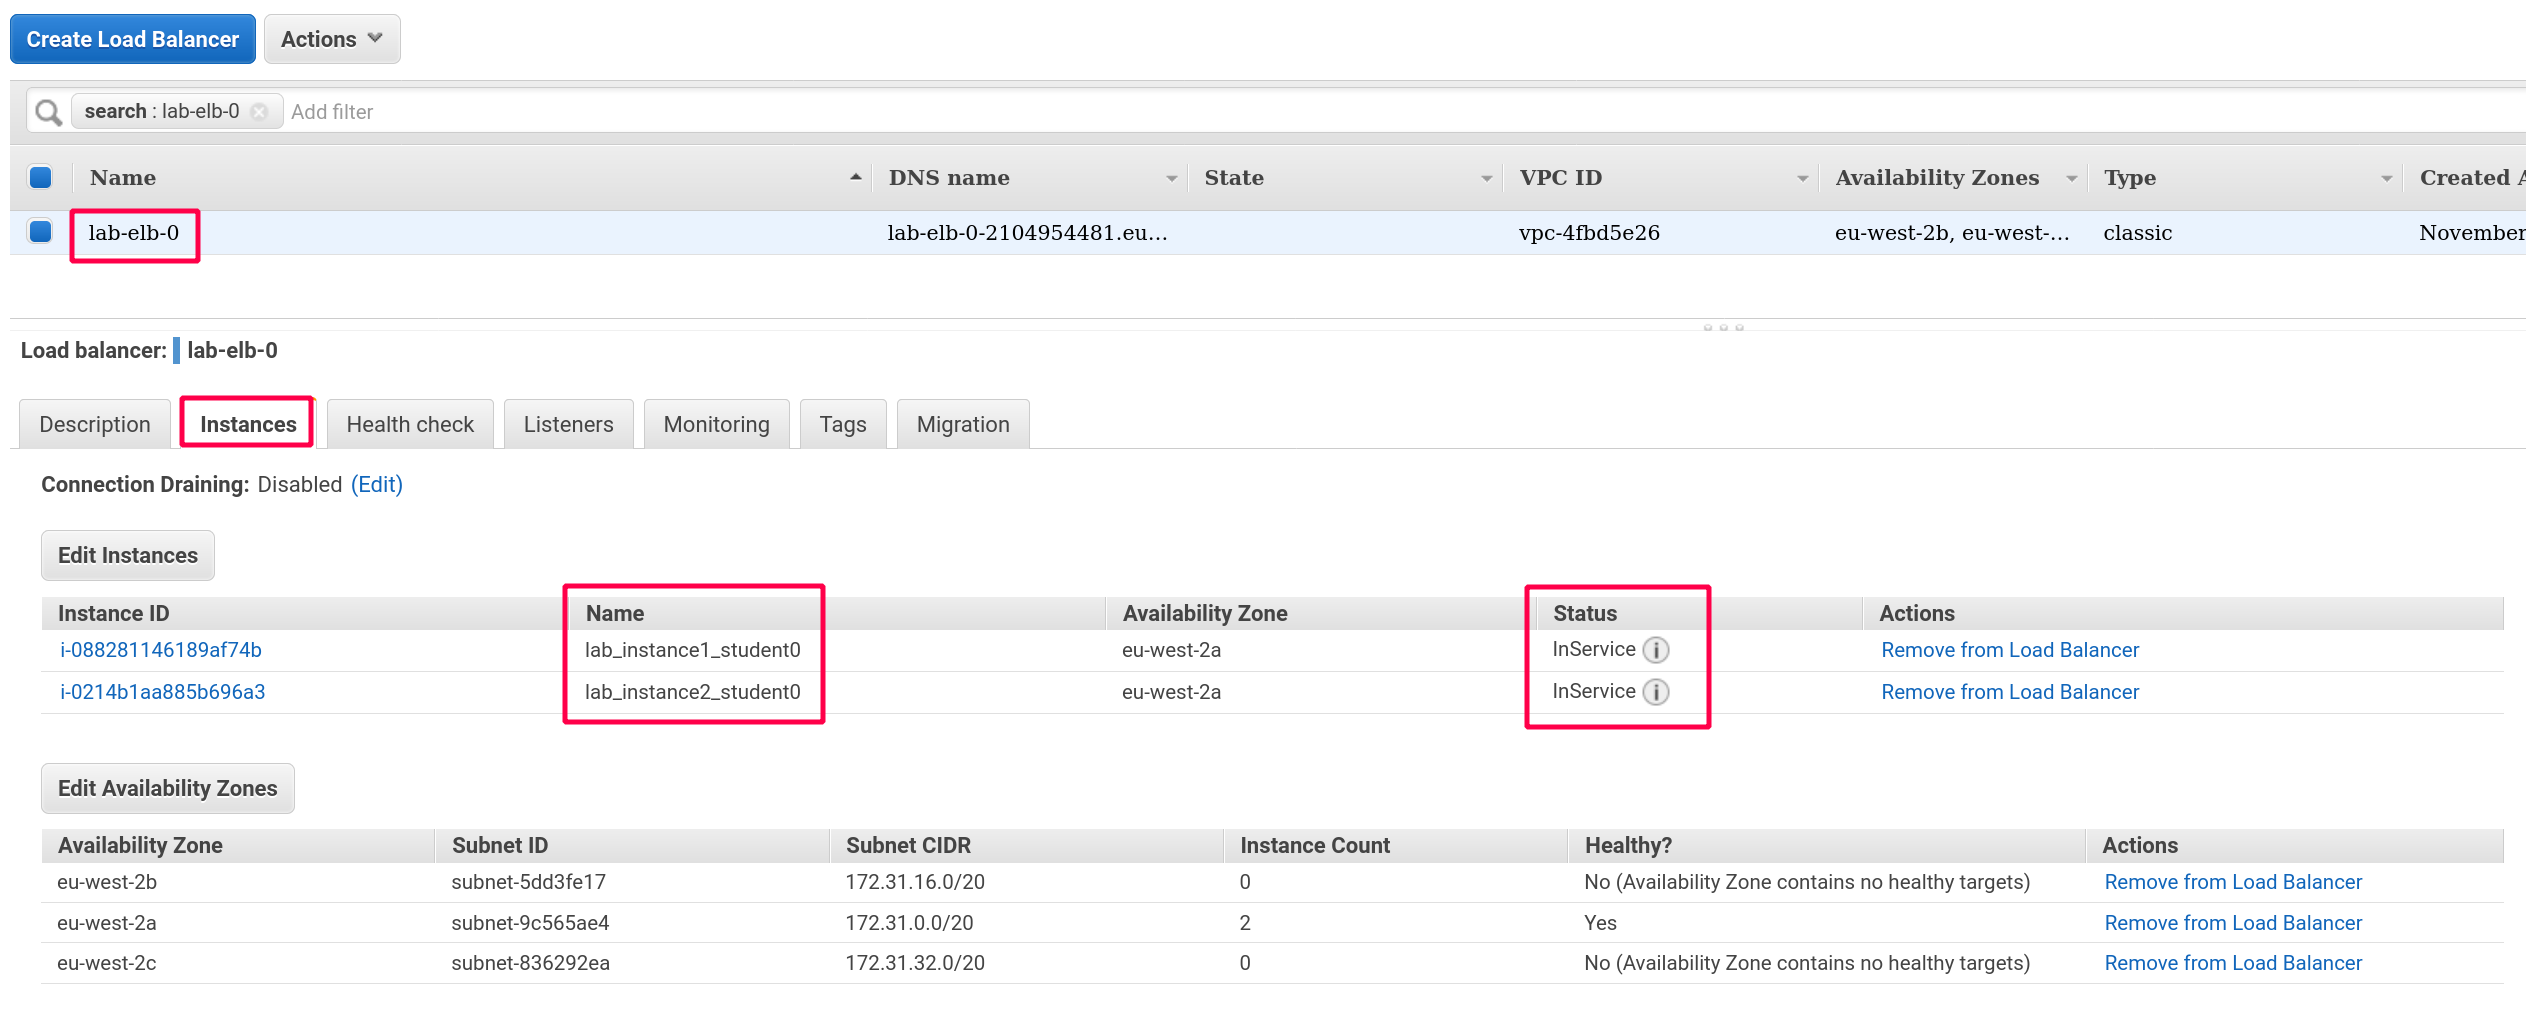 Create Load Balancer Actions
search : lab-elb-0 Add filter
Name DNS name State VPC ID Availability Zones Type Created A
lab-elb-0 lab-elb-0-2104954481.eu... vpc-4fbd5e26 eu-west-2b, eu-west-... classic November
Load balancer: lab-elb-0
Description Instances Health check Listeners Monitoring Tags Migration
Connection Draining: Disabled (Edit)
Edit Instances
Instance ID Name Availability Zone Status Actions
i-088281146189af74b lab_instance1_student0 eu-west-2a InService Remove from Load Balancer
i-0214b1aa885b696a3 lab_instance2_student0 eu-west-2a InService Remove from Load Balancer
Edit Availability Zones
Availability Zone Subnet ID Subnet CIDR Instance Count Healthy? Actions
eu-west-2b subnet-5dd3fe17 172.31.16.0/20 0 No (Availability Zone contains no healthy targets) Remove from Load Balancer
eu-west-2a subnet-9c565ae4 172.31.0.0/20 2 Yes Remove from Load Balancer
eu-west-2c subnet-836292ea 172.31.32.0/20 0 No (Availability Zone contains no healthy targets) Remove from Load Balancer